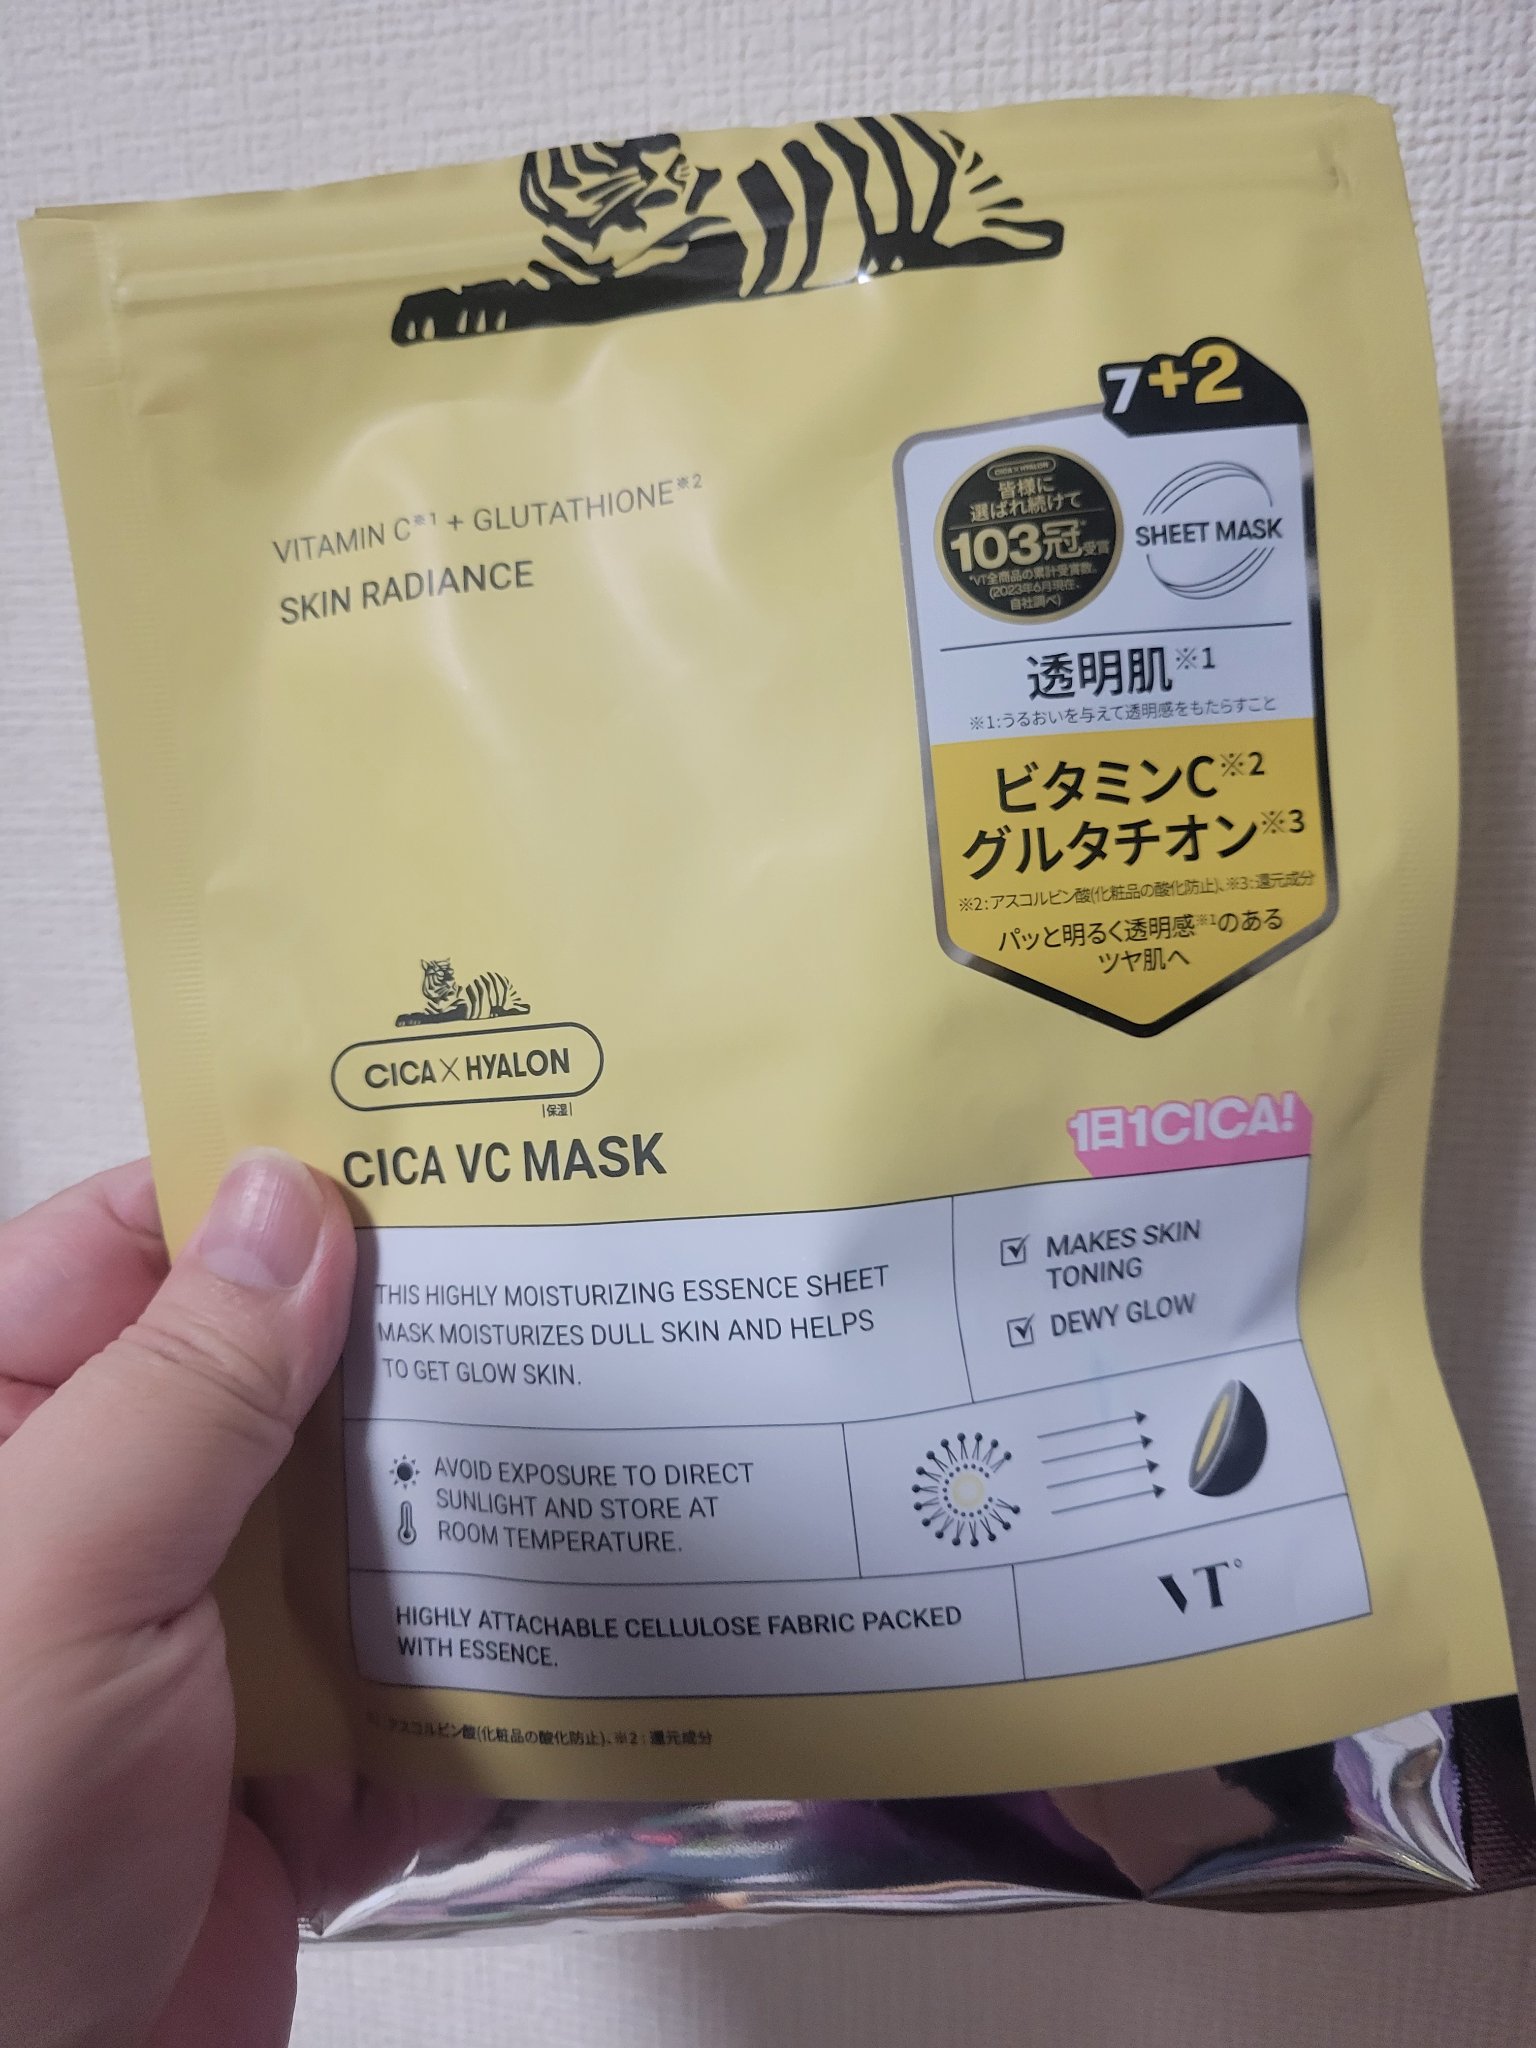 VITAMIN C※1 + GLUTATHIONE※2
SKIN RADIANCE
7+2
CICA×HYALON
皆様に
選ばれ続けて
103冠受賞
*VT全商品の累計受賞数。
(2023年6月現在、
自社調べ)
SHEET MASK
透明肌※1
※1:うるおいを与えて透明感をもたらすこと
ビタミンC※2
グルタチオン※3
※2:アスコルビン酸(化粧品の酸化防止)、※3:還元成分
パッと明るく透明感※1のある
ツヤ肌へ
CICA×HYALON
|保湿|
CICA VC MASK
1日1CICA!
THIS HIGHLY MOISTURIZING ESSENCE SHEET
MASK MOISTURIZES DULL SKIN AND HELPS
TO GET GLOW SKIN.
MAKES SKIN
TONING
DEWY GLOW
AVOID EXPOSURE TO DIRECT
SUNLIGHT AND STORE AT
ROOM TEMPERATURE.
HIGHLY ATTACHABLE CELLULOSE FABRIC PACKED
WITH ESSENCE.
VT
アスコルビン酸(化粧品の酸化防止)、※2:還元成分